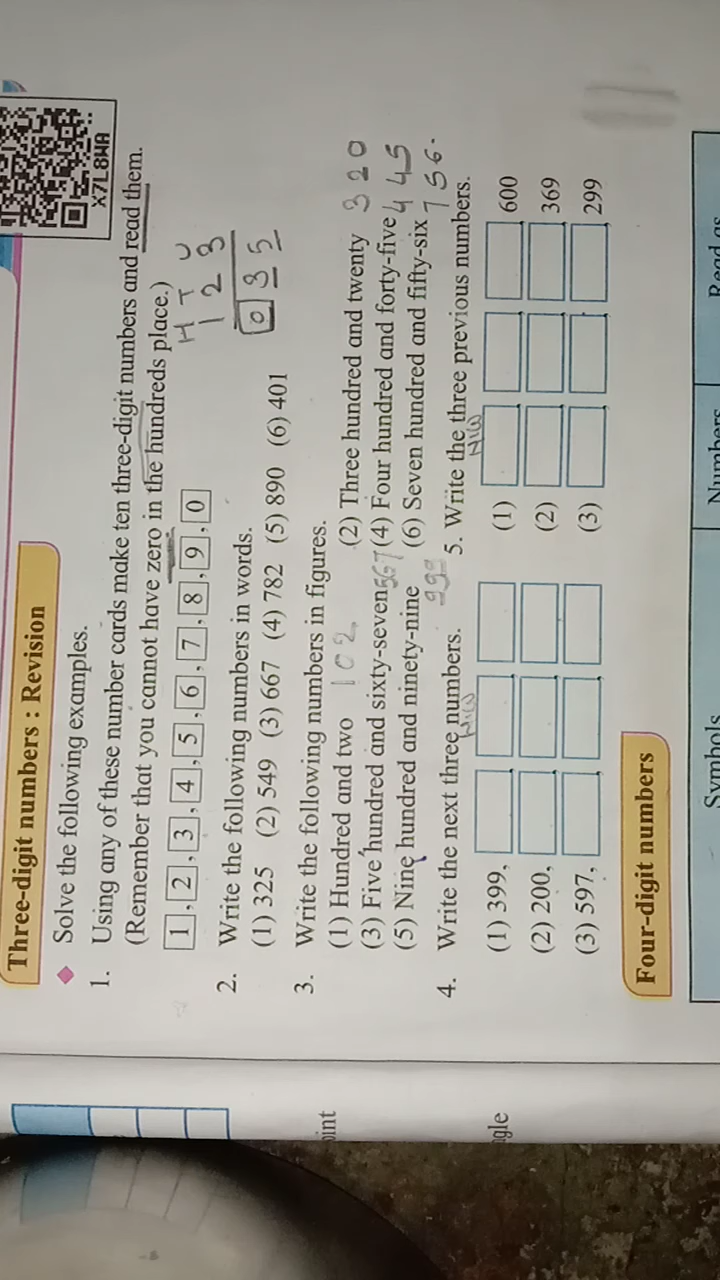 X7L8WA
Three-digit numbers : Revision
◆ Solve the following examples.
1. Using any of these number cards make ten three-digit numbers and read them.
(Remember that you cannot have zero in the hundreds place.)
H T U
1 , 2 , 3 , 4 , 5 , 6 , 7 , 8 , 9 , 0
1 2 3
0 3 5
2. Write the following numbers in words.
(1) 325 (2) 549 (3) 667 (4) 782 (5) 890 (6) 401
3. Write the following numbers in figures.
(1) Hundred and two 102 (2) Three hundred and twenty 320
(3) Five hundred and sixty-seven 567 (4) Four hundred and forty-five 445
(5) Nine hundred and ninety-nine 999 (6) Seven hundred and fifty-six 756.
4. Write the next three numbers. 5. Write the three previous numbers.
H/W H/W
(1) 399, (1) 600
(2) 200, (2) 369
(3) 597, (3) 299
Four-digit numbers
Symbols Numbers Read as
oint
gle